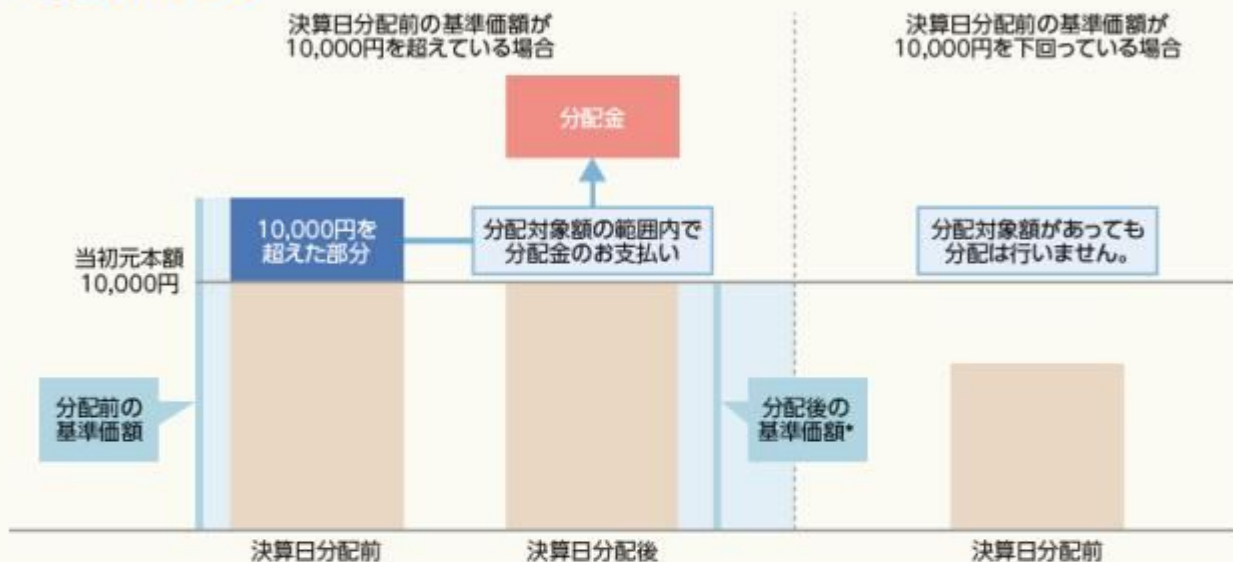 決算日分配前の基準価額が
10,000円を超えている場合
決算日分配前の基準価額が
10,000円を下回っている場合
分配金
10,000円を
超えた部分
分配対象額の範囲内で
分配金のお支払い
分配対象額があっても
分配は行いません。
当初元本額
10,000円
分配前の
基準価額
分配後の
基準価額*
決算日分配前
決算日分配後
決算日分配前